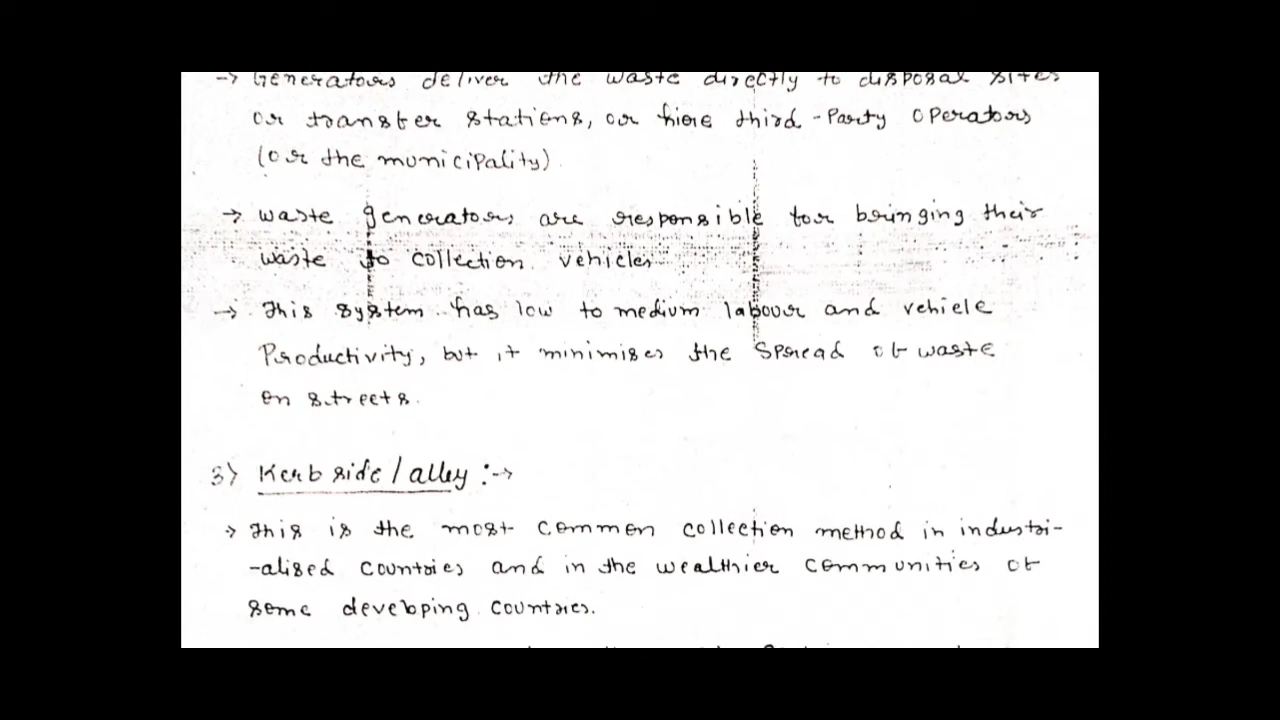 → Generators deliver the waste directly to disposal sites
or transfer stations, or hire third-Party operators
(or the municipality)
→ waste generators are responsible for bringing their
waste to collection vehicles
→ This system has low to medium labour and vehicle
Productivity, but it minimises the spread of waste
on streets.
3) Kerb side / alley :→
→ This is the most common collection method in industri-
-alised countries and in the wealthier communities of
some developing countries.